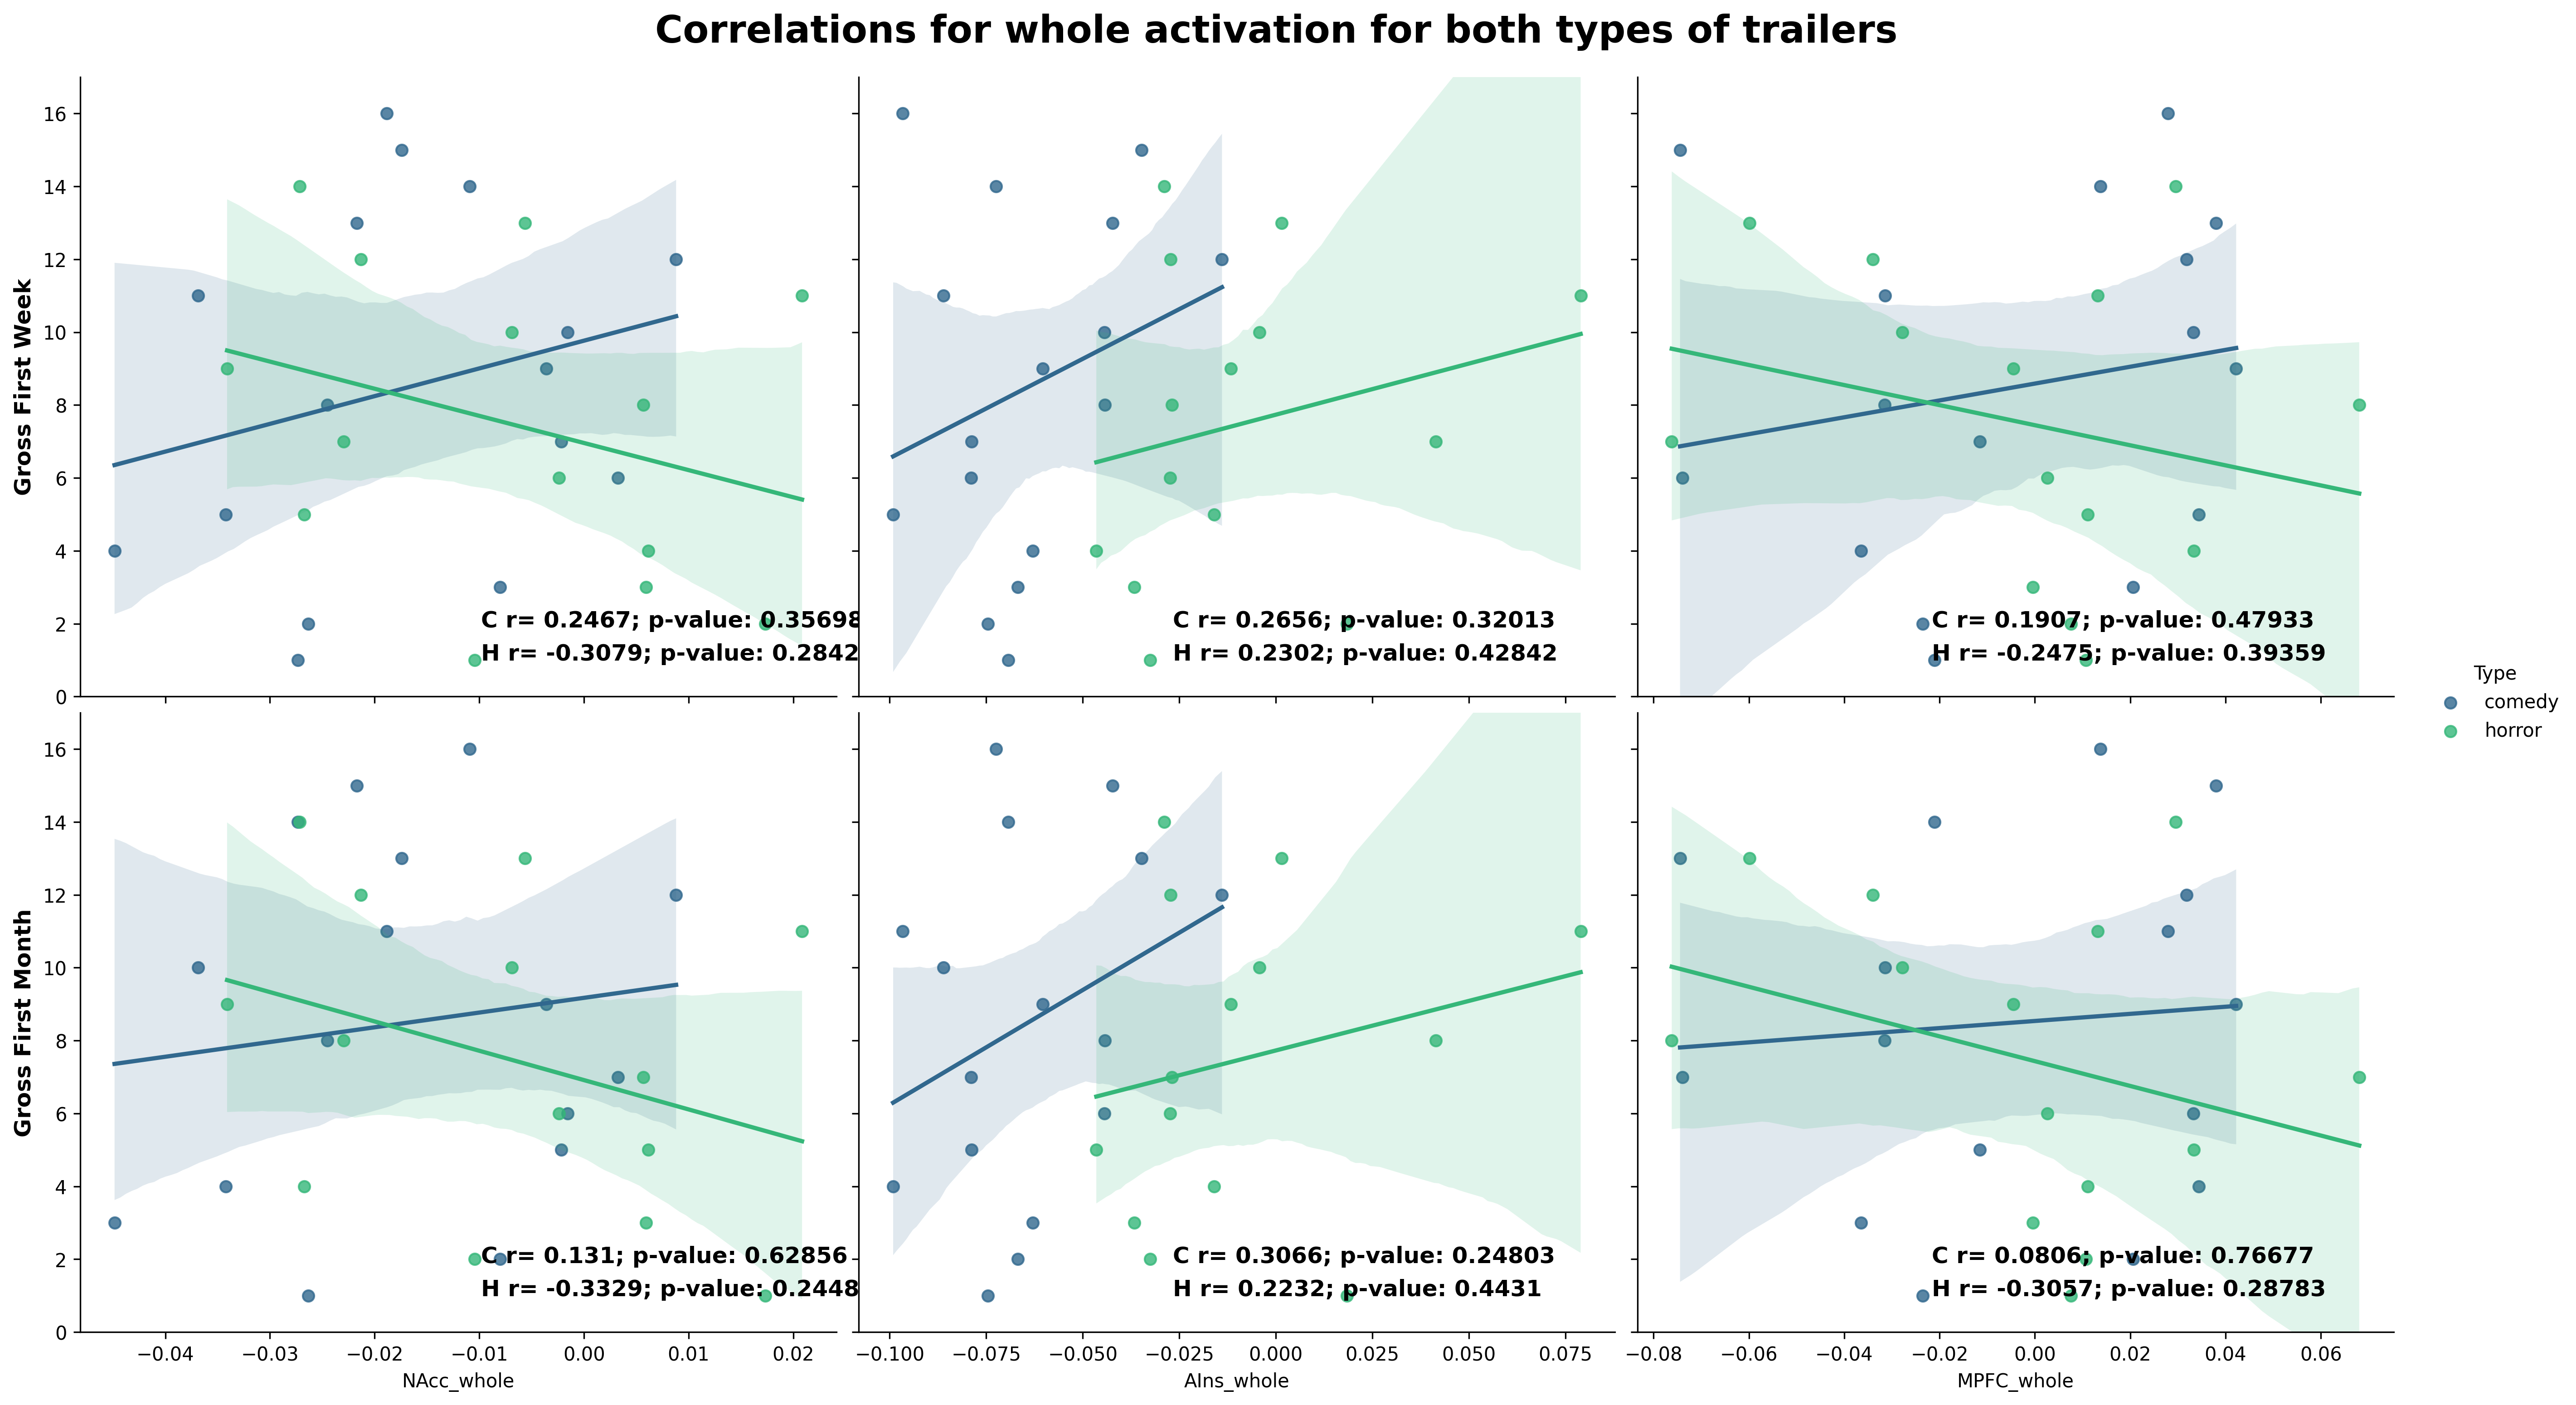 Correlations for whole activation for both types of trailers
Gross First Week
16
14
12
10
8
6
4
2
0
C r= 0.2467; p-value: 0.35698
H r= -0.3079; p-value: 0.2842
C r= 0.2656; p-value: 0.32013
H r= 0.2302; p-value: 0.42842
C r= 0.1907; p-value: 0.47933
H r= -0.2475; p-value: 0.39359
Type
comedy
horror
Gross First Month
16
14
12
10
8
6
4
2
0
C r= 0.131; p-value: 0.62856
H r= -0.3329; p-value: 0.2448
C r= 0.3066; p-value: 0.24803
H r= 0.2232; p-value: 0.4431
C r= 0.0806; p-value: 0.76677
H r= -0.3057; p-value: 0.28783
−0.04 −0.03 −0.02 −0.01 0.00 0.01 0.02
NAcc_whole
−0.100 −0.075 −0.050 −0.025 0.000 0.025 0.050 0.075
AIns_whole
−0.08 −0.06 −0.04 −0.02 0.00 0.02 0.04 0.06
MPFC_whole